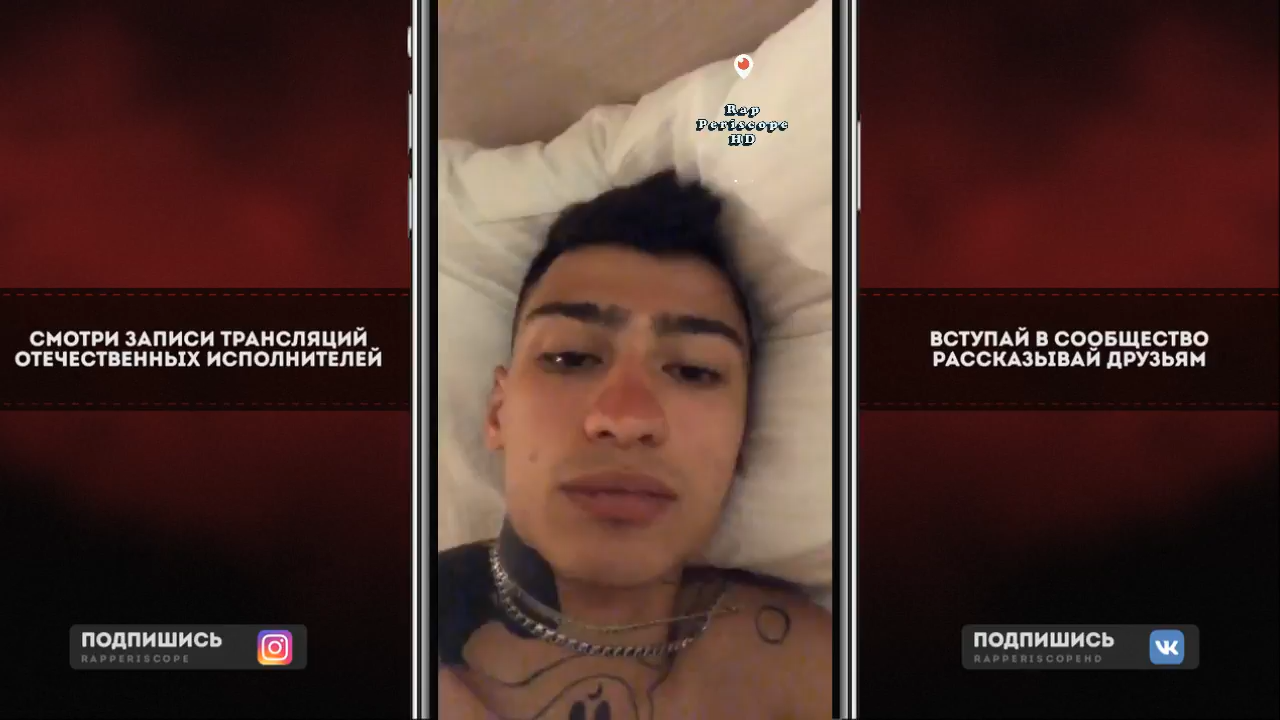 Rap
Periscope
HD
СМОТРИ ЗАПИСИ ТРАНСЛЯЦИЙ
ОТЕЧЕСТВЕННЫХ ИСПОЛНИТЕЛЕЙ
ВСТУПАЙ В СООБЩЕСТВО
РАССКАЗЫВАЙ ДРУЗЬЯМ
ПОДПИШИСЬ
RAPPERISCOPE
ПОДПИШИСЬ
RAPPERISCOPEHD